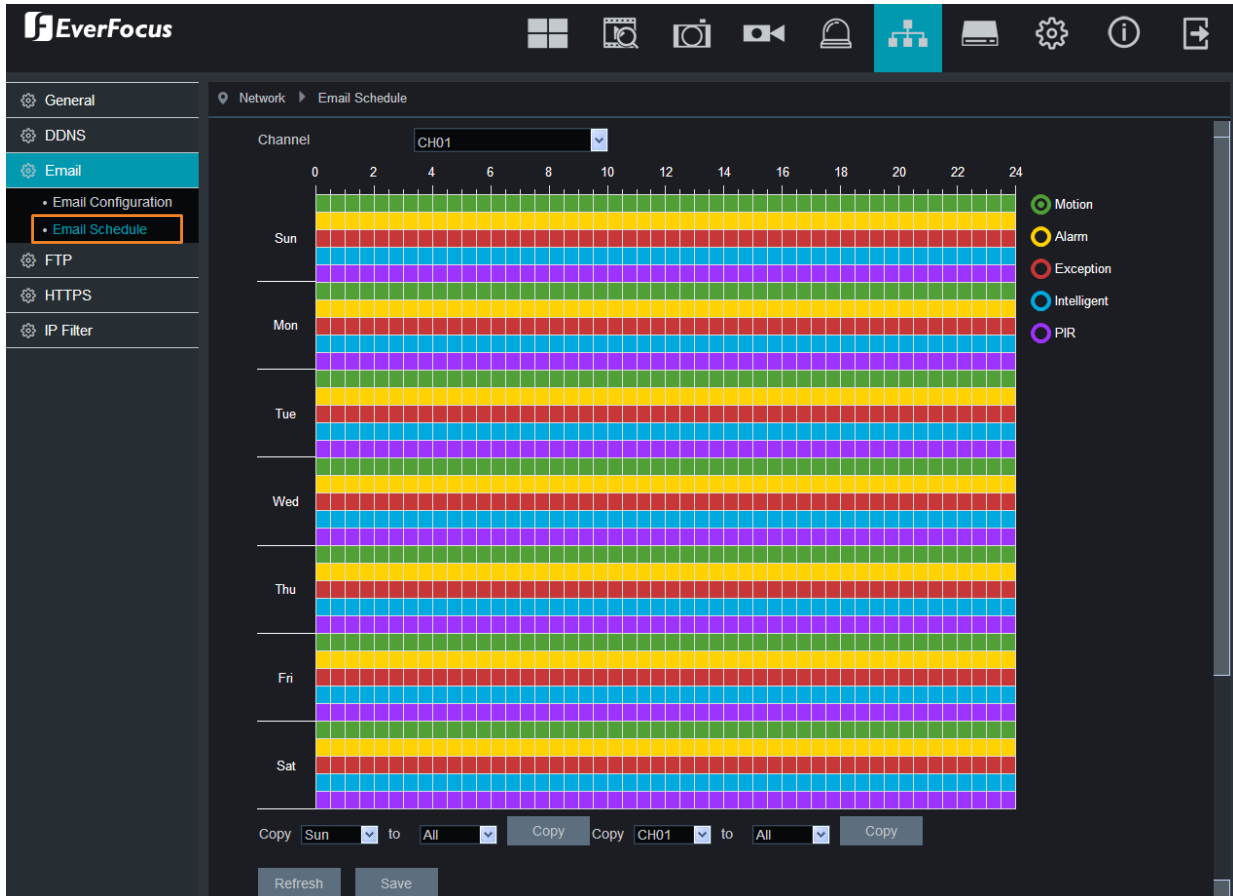 EverFocus
General
DDNS
Email
• Email Configuration
• Email Schedule
FTP
HTTPS
IP Filter
Network Email Schedule
Channel CH01
0 2 4 6 8 10 12 14 16 18 20 22 24
Sun
Mon
Tue
Wed
Thu
Fri
Sat
Motion
Alarm
Exception
Intelligent
PIR
Copy Sun to All Copy Copy CH01 to All Copy
Refresh Save